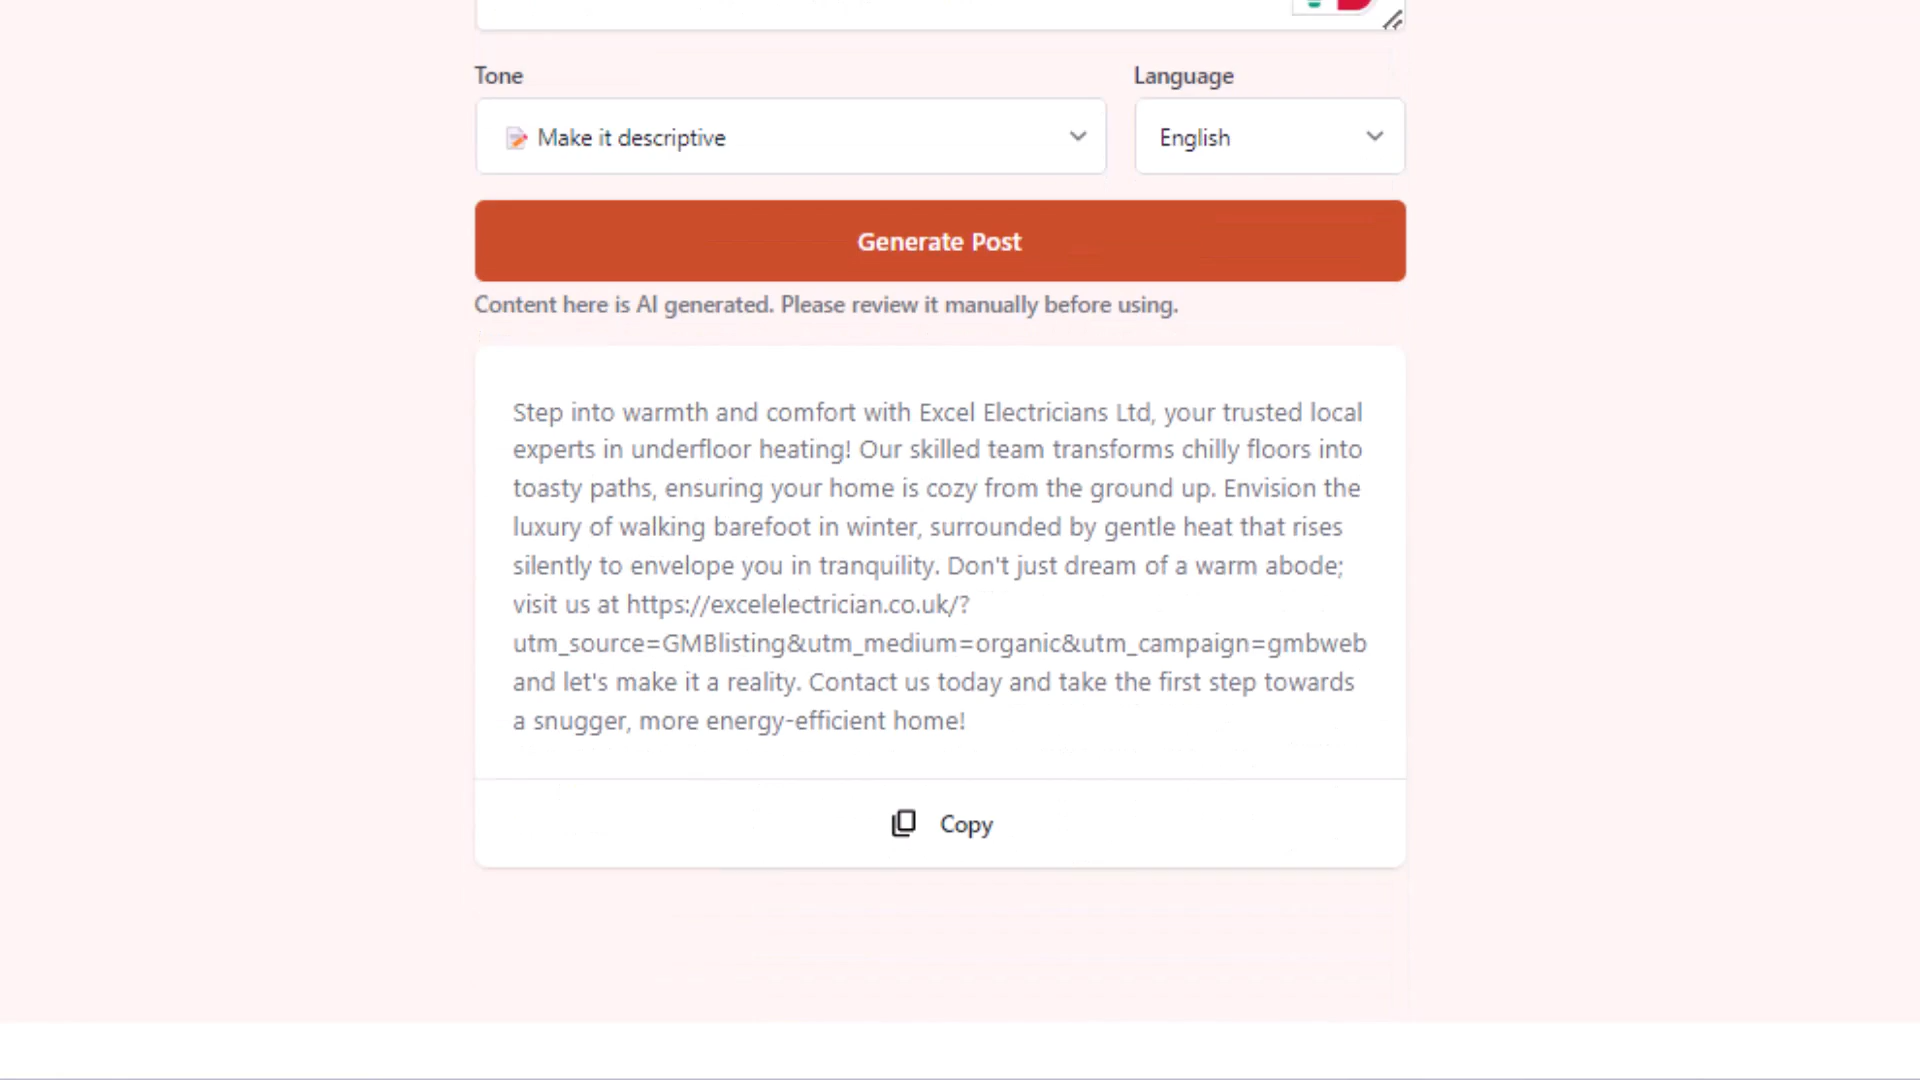 Tone
Language
Make it descriptive
English
Generate Post
Content here is AI generated. Please review it manually before using.
Step into warmth and comfort with Excel Electricians Ltd, your trusted local
experts in underfloor heating! Our skilled team transforms chilly floors into
toasty paths, ensuring your home is cozy from the ground up. Envision the
luxury of walking barefoot in winter, surrounded by gentle heat that rises
silently to envelope you in tranquility. Don't just dream of a warm abode;
visit us at https://excelelectrician.co.uk/?
utm_source=GMBlisting&utm_medium=organic&utm_campaign=gmbweb
and let's make it a reality. Contact us today and take the first step towards
a snugger, more energy-efficient home!
Copy